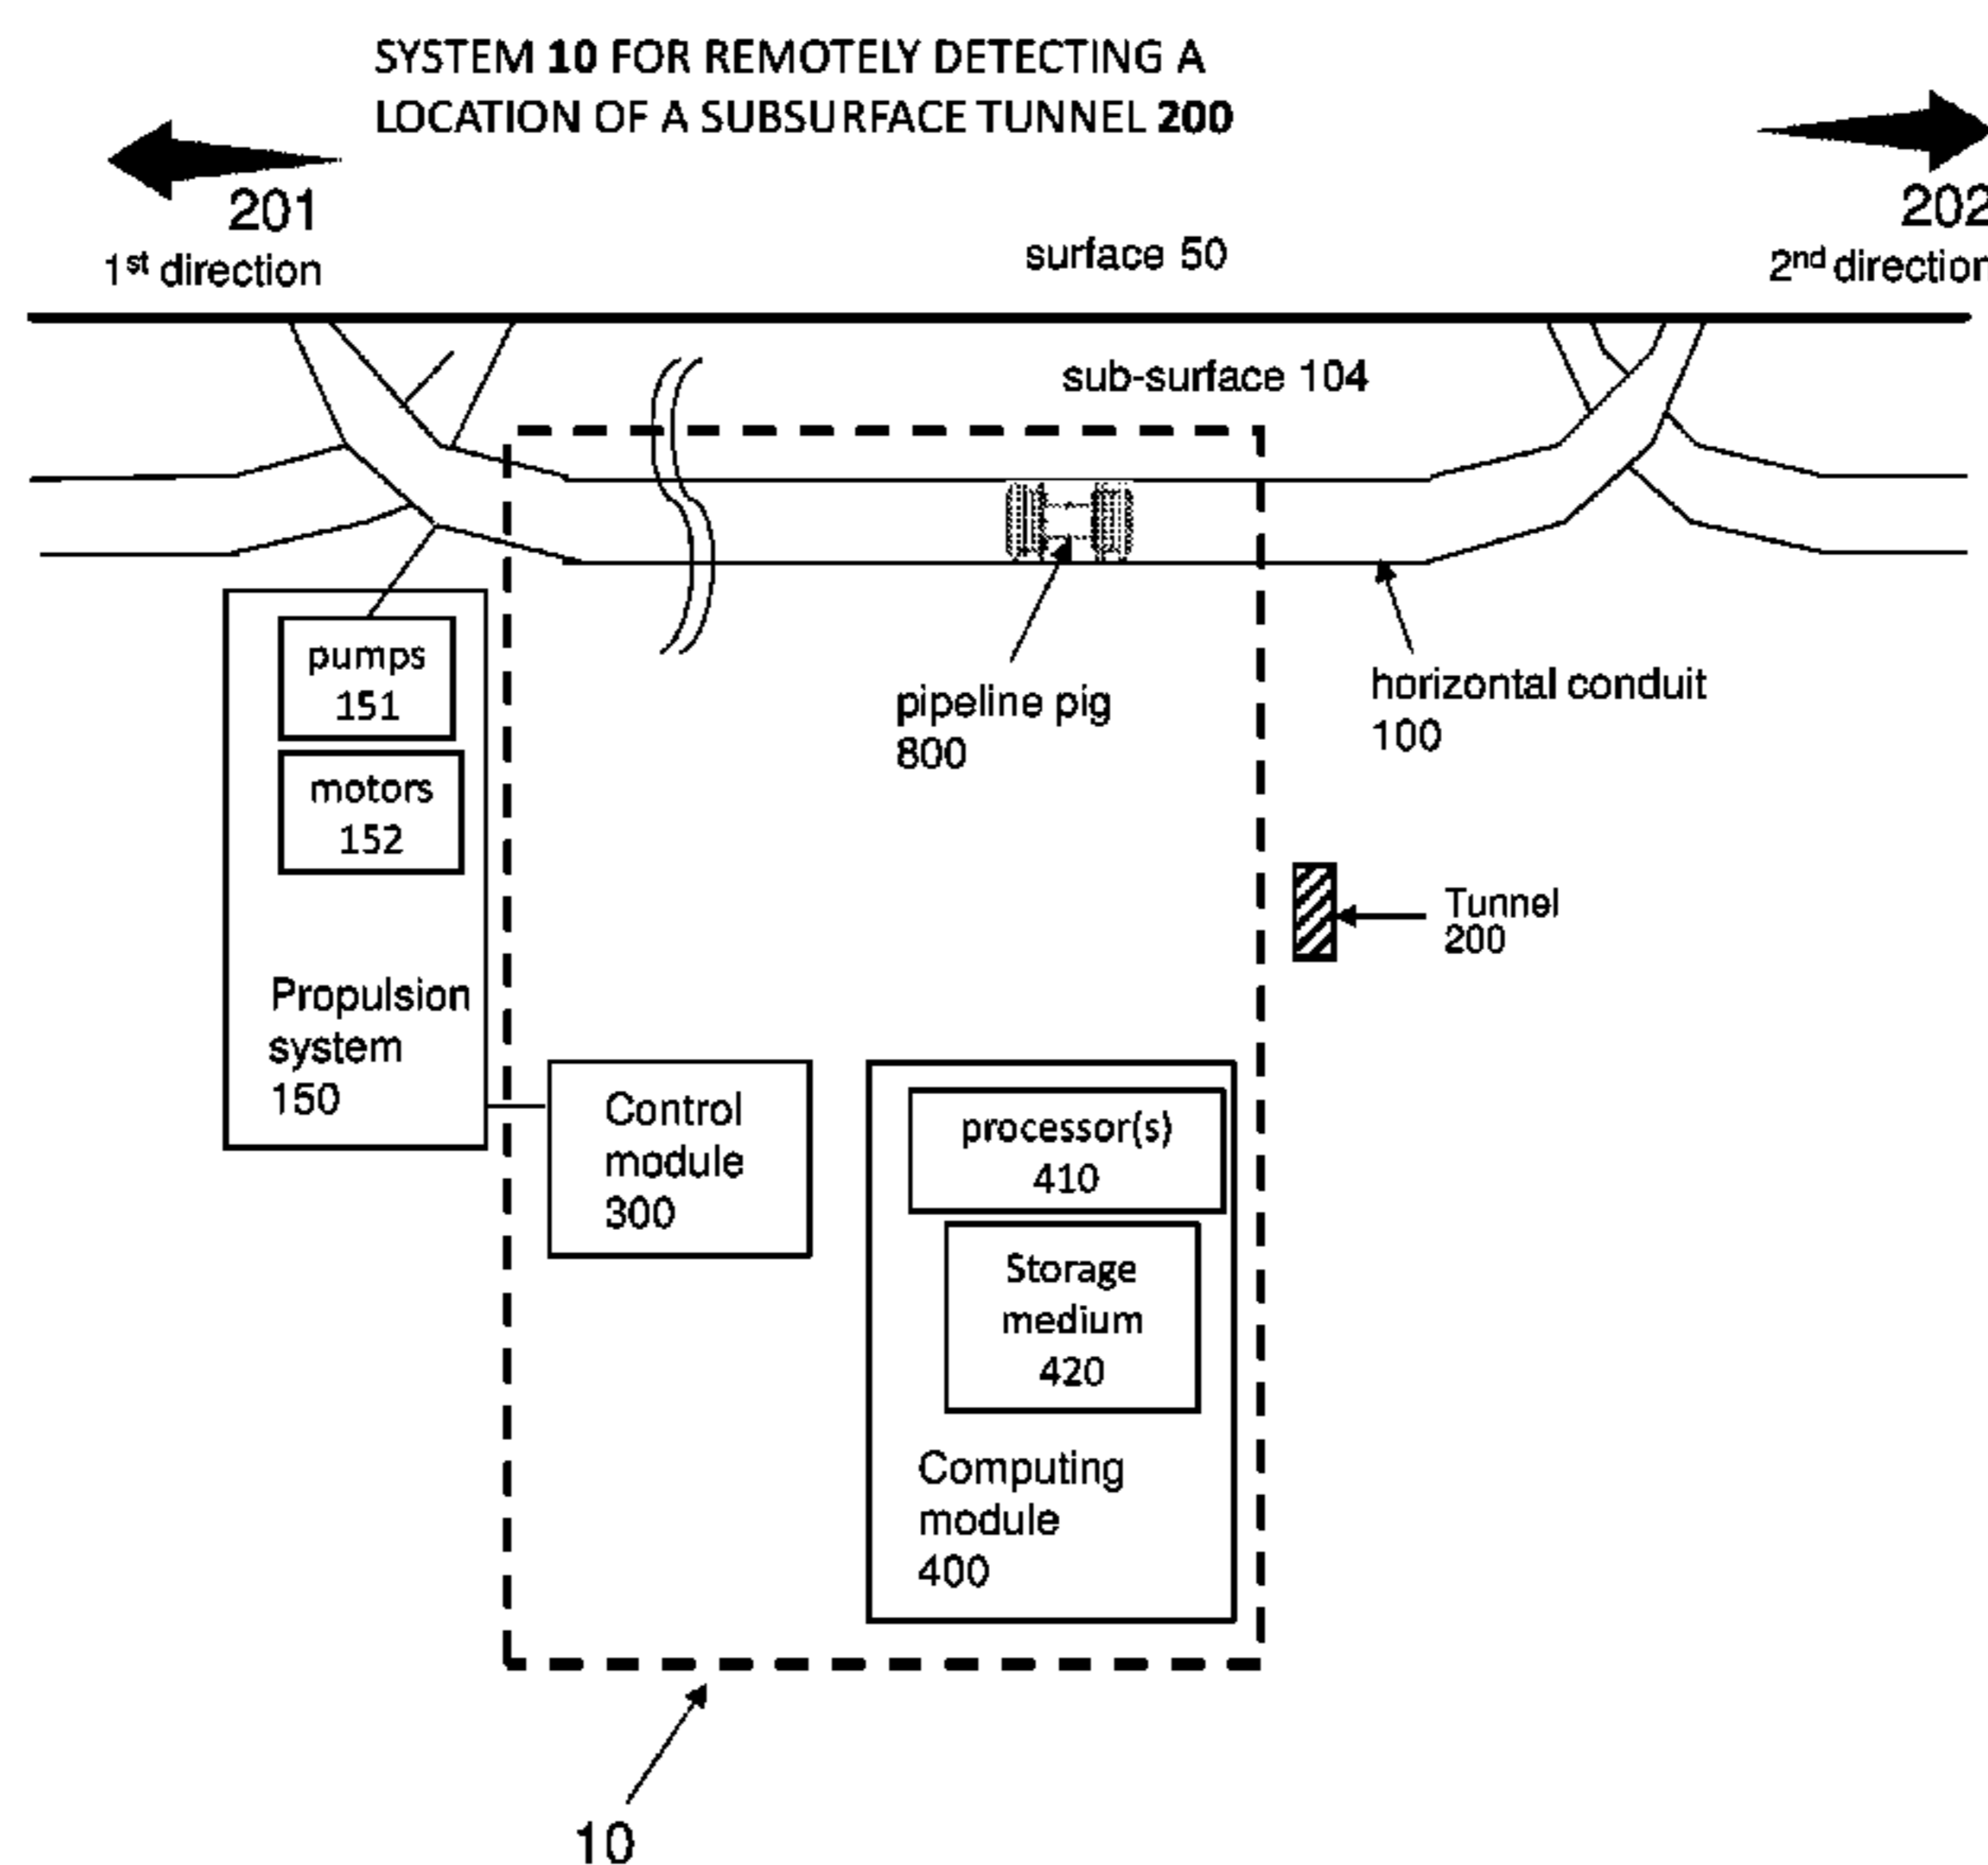 SYSTEM 10 FOR REMOTELY DETECTING A
LOCATION OF A SUBSURFACE TUNNEL 200
201
1st direction
202
2nd direction
surface 50
sub-surface 104
pumps
151
motors
152
Propulsion
system
150
pipeline pig
800
horizontal conduit
100
Tunnel
200
Control
module
300
processor(s)
410
Storage
medium
420
Computing
module
400
10